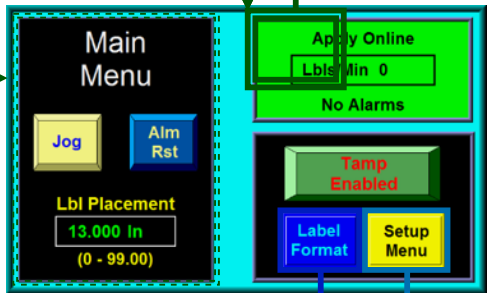 Main
Menu
Jog
Alm
Rst
Lbl Placement
13.000 In
(0 - 99.00)
Apply Online
Lbls/Min 0
No Alarms
Tamp
Enabled
Label
Format
Setup
Menu